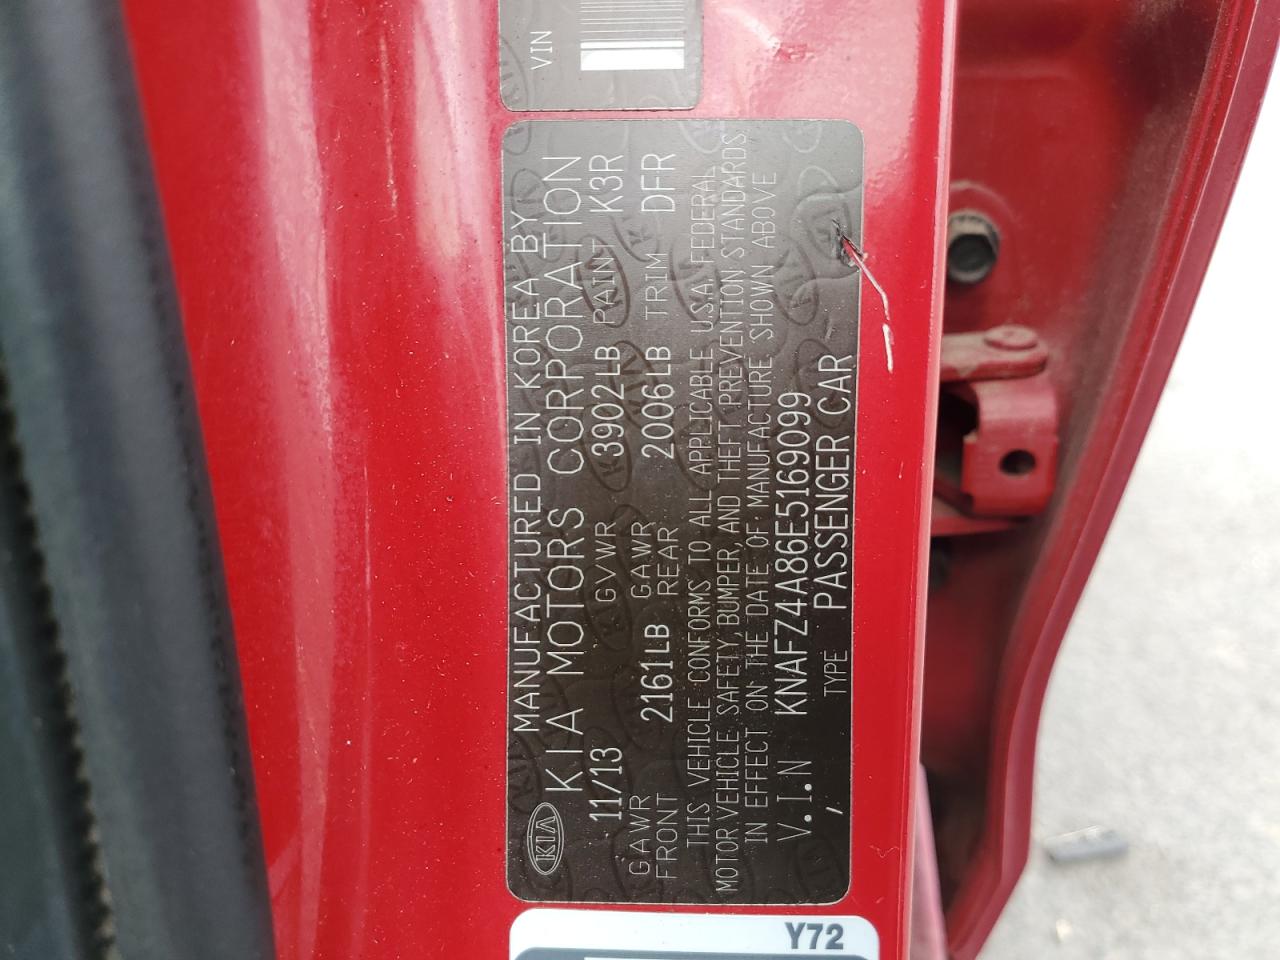 VIN
MANUFACTURED IN KOREA BY
KIA KIA MOTORS CORPORATION
11/13 GVWR 3902LB PAINT K3R
GAWR FRONT 2161LB GAWR REAR 2006LB TRIM DFR
THIS VEHICLE CONFORMS TO ALL APPLICABLE U.S.A. FEDERAL
MOTOR VEHICLE SAFETY, BUMPER, AND THEFT PREVENTION STANDARDS
IN EFFECT ON THE DATE OF MANUFACTURE SHOWN ABOVE
V.I.N KNAFZ4A86E5169099
, TYPE PASSENGER CAR
Y72